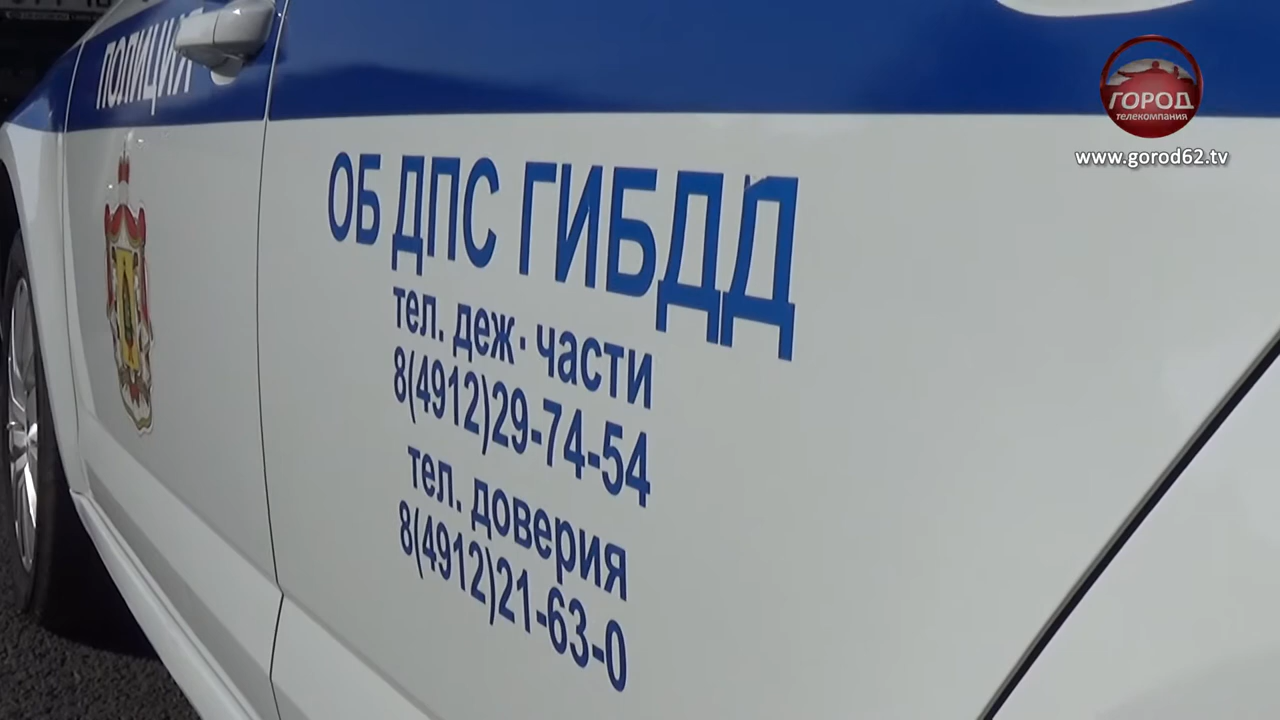 ПОЛИЦИЯ
ГОРОД
телекомпания
www.gorod62.tv
ОБ ДПС ГИБДД
тел. деж. части
8(4912)29-74-54
тел. доверия
8(4912)21-63-0